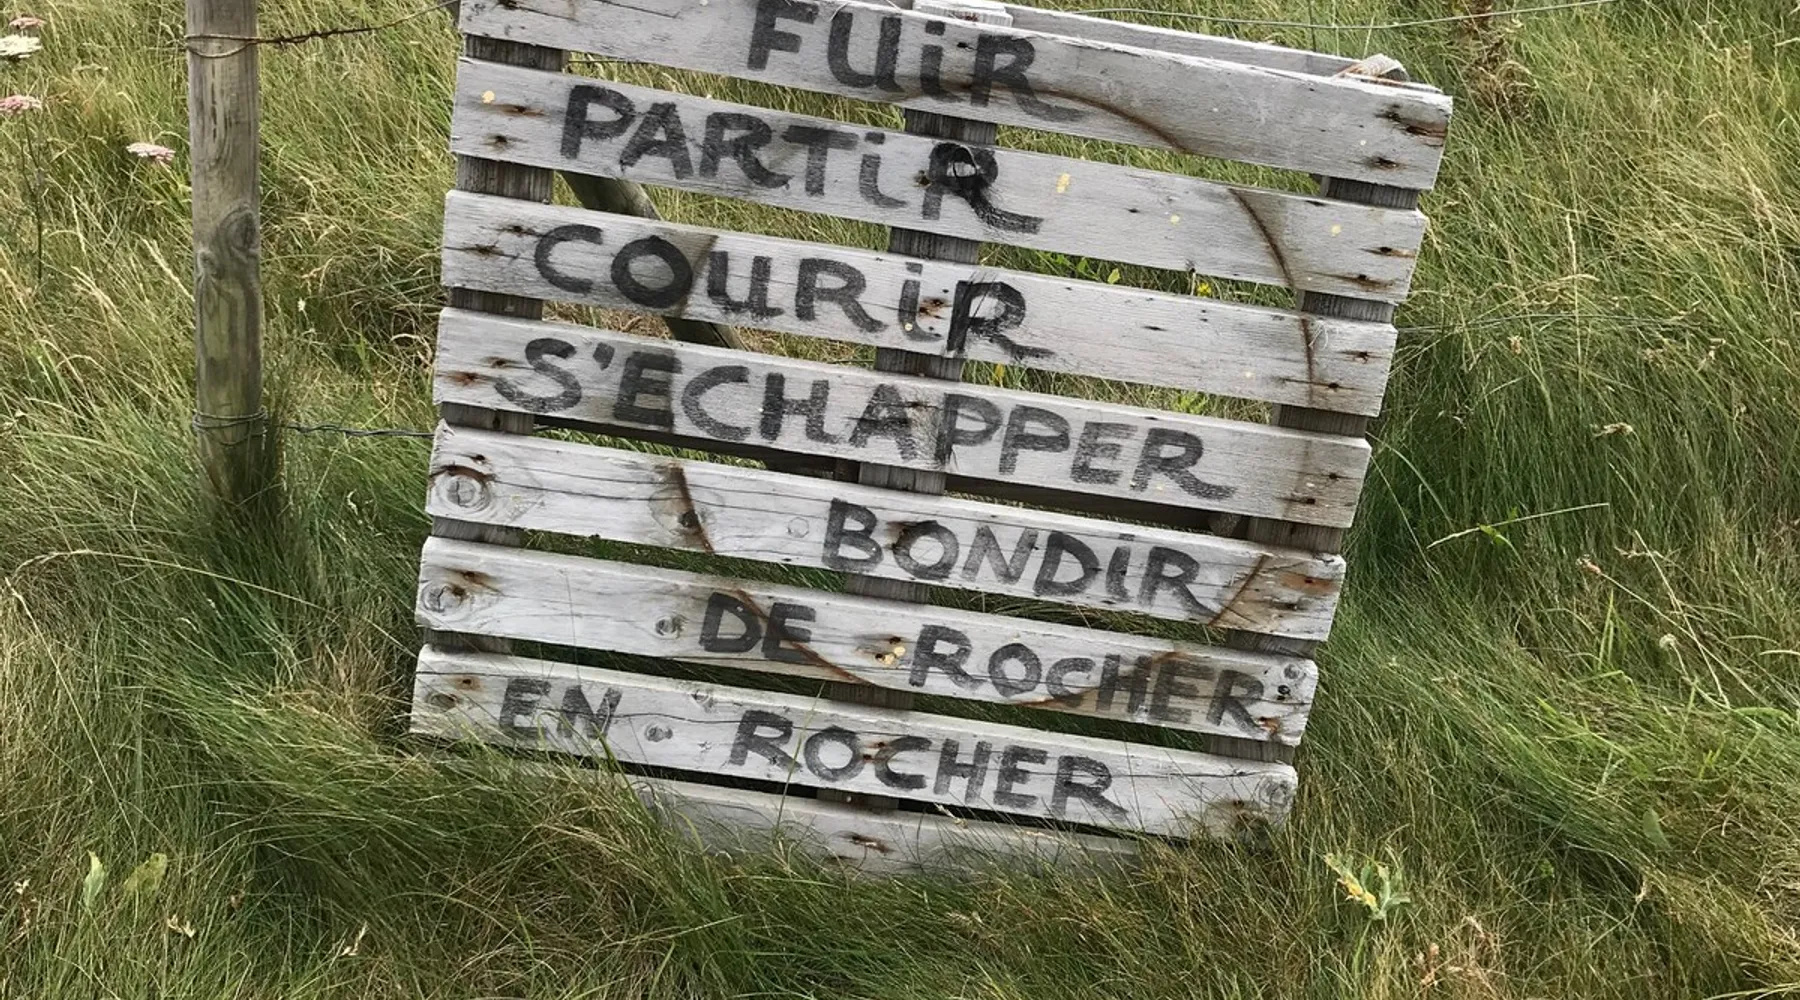 FUiR
PARTiR
COURiR
S'ECHAPPER
BONDiR
DE ROCHER
EN ROCHER